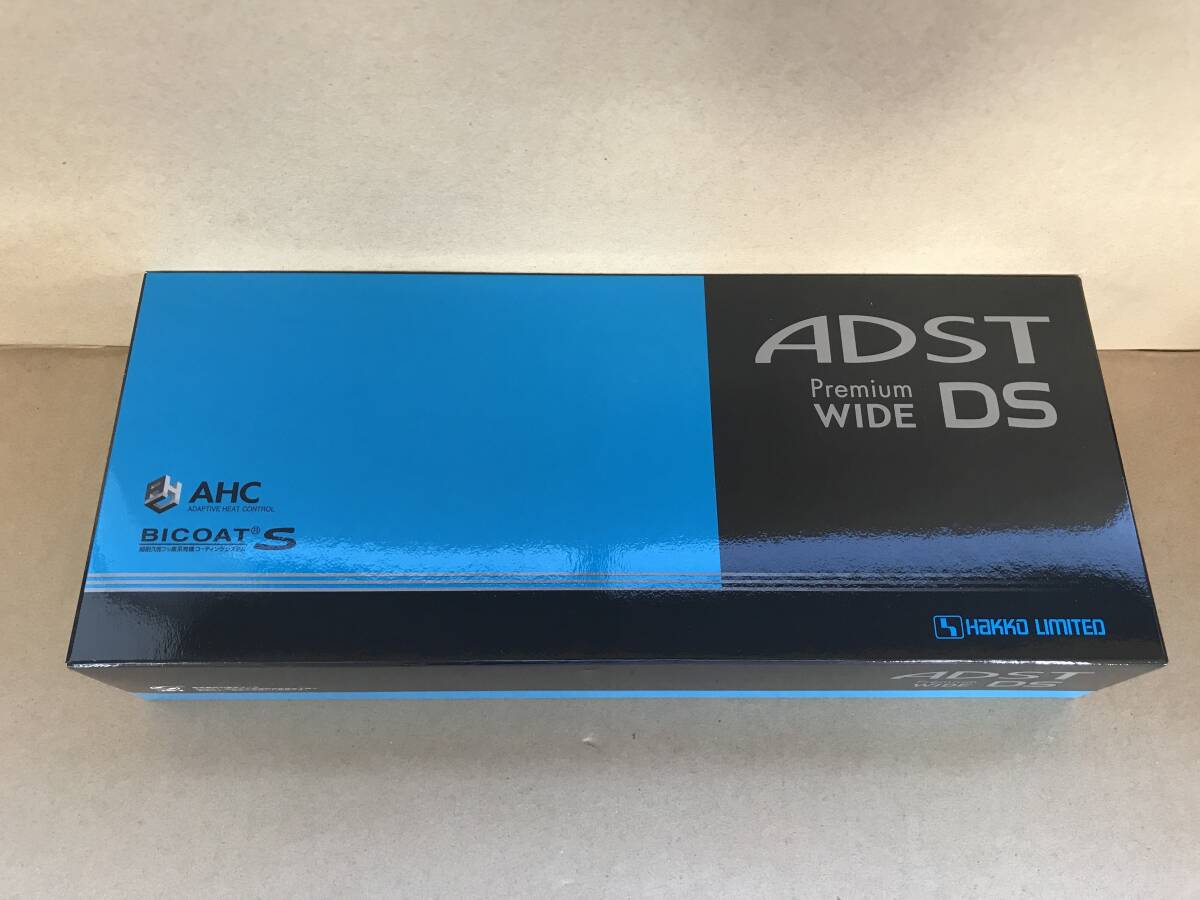 ADST
Premium
WIDE DS
AHC
ADAPTIVE HEAT CONTROL
BICOAT® S
HAKKO LIMITED
ADST
WIDE DS